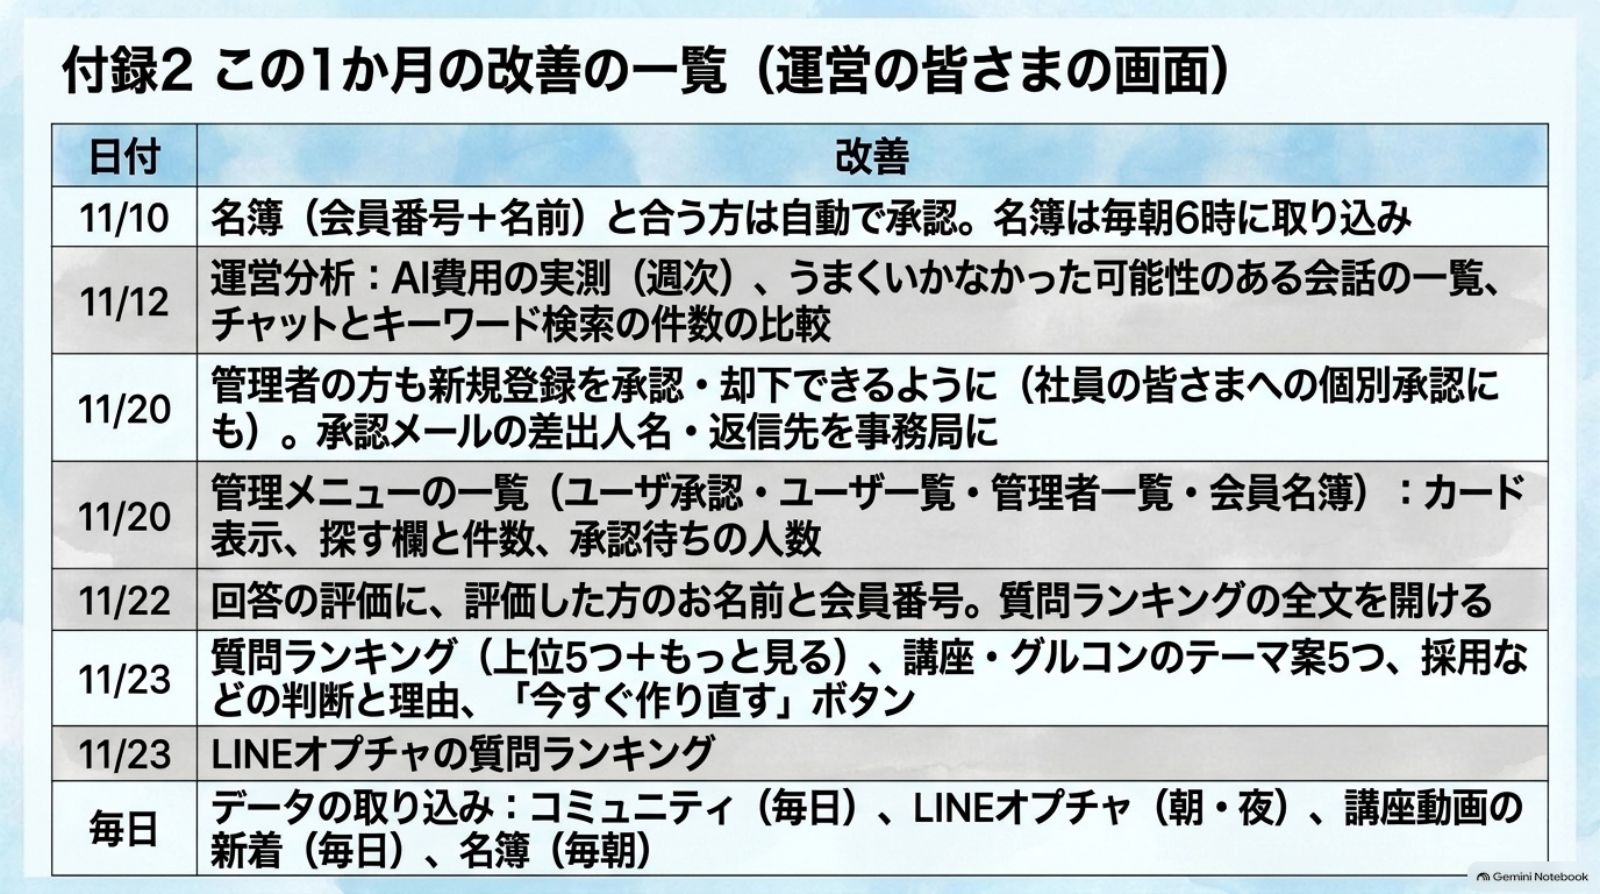 付録2 この1か月の改善の一覧（運営の皆さまの画面）
日付
改善
11/10
名簿（会員番号＋名前）と合う方は自動で承認。名簿は毎朝6時に取り込み
11/12
運営分析：AI費用の実測（週次）、うまくいかなかった可能性のある会話の一覧、
チャットとキーワード検索の件数の比較
11/20
管理者の方も新規登録を承認・却下できるように（社員の皆さまへの個別承認に
も）。承認メールの差出人名・返信先を事務局に
11/20
管理メニューの一覧（ユーザ承認・ユーザ一覧・管理者一覧・会員名簿）：カード
表示、探す欄と件数、承認待ちの人数
11/22
回答の評価に、評価した方のお名前と会員番号。質問ランキングの全文を開ける
11/23
質問ランキング（上位5つ＋もっと見る）、講座・グルコンのテーマ案5つ、採用な
どの判断と理由、「今すぐ作り直す」ボタン
11/23
LINEオプチャの質問ランキング
毎日
データの取り込み：コミュニティ（毎日）、LINEオプチャ（朝・夜）、講座動画の
新着（毎日）、名簿（毎朝）
Gemini Notebook